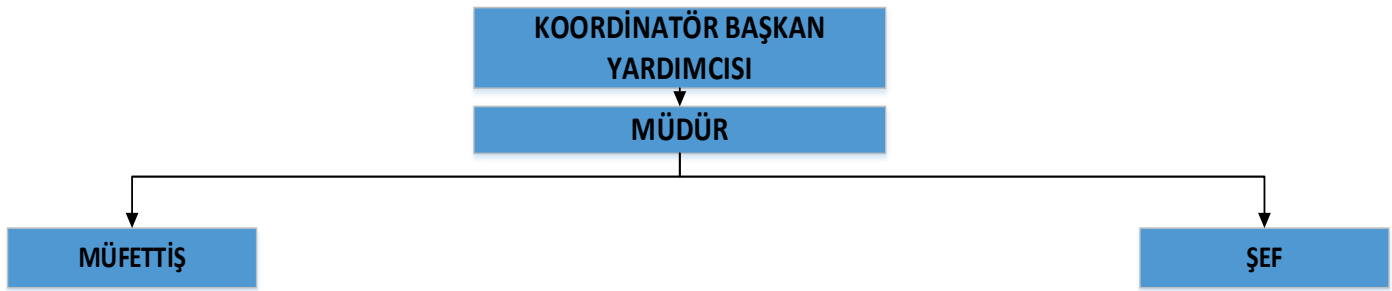 KOORDİNATÖR BAŞKAN
YARDIMCISI
MÜDÜR
MÜFETTİŞ
ŞEF